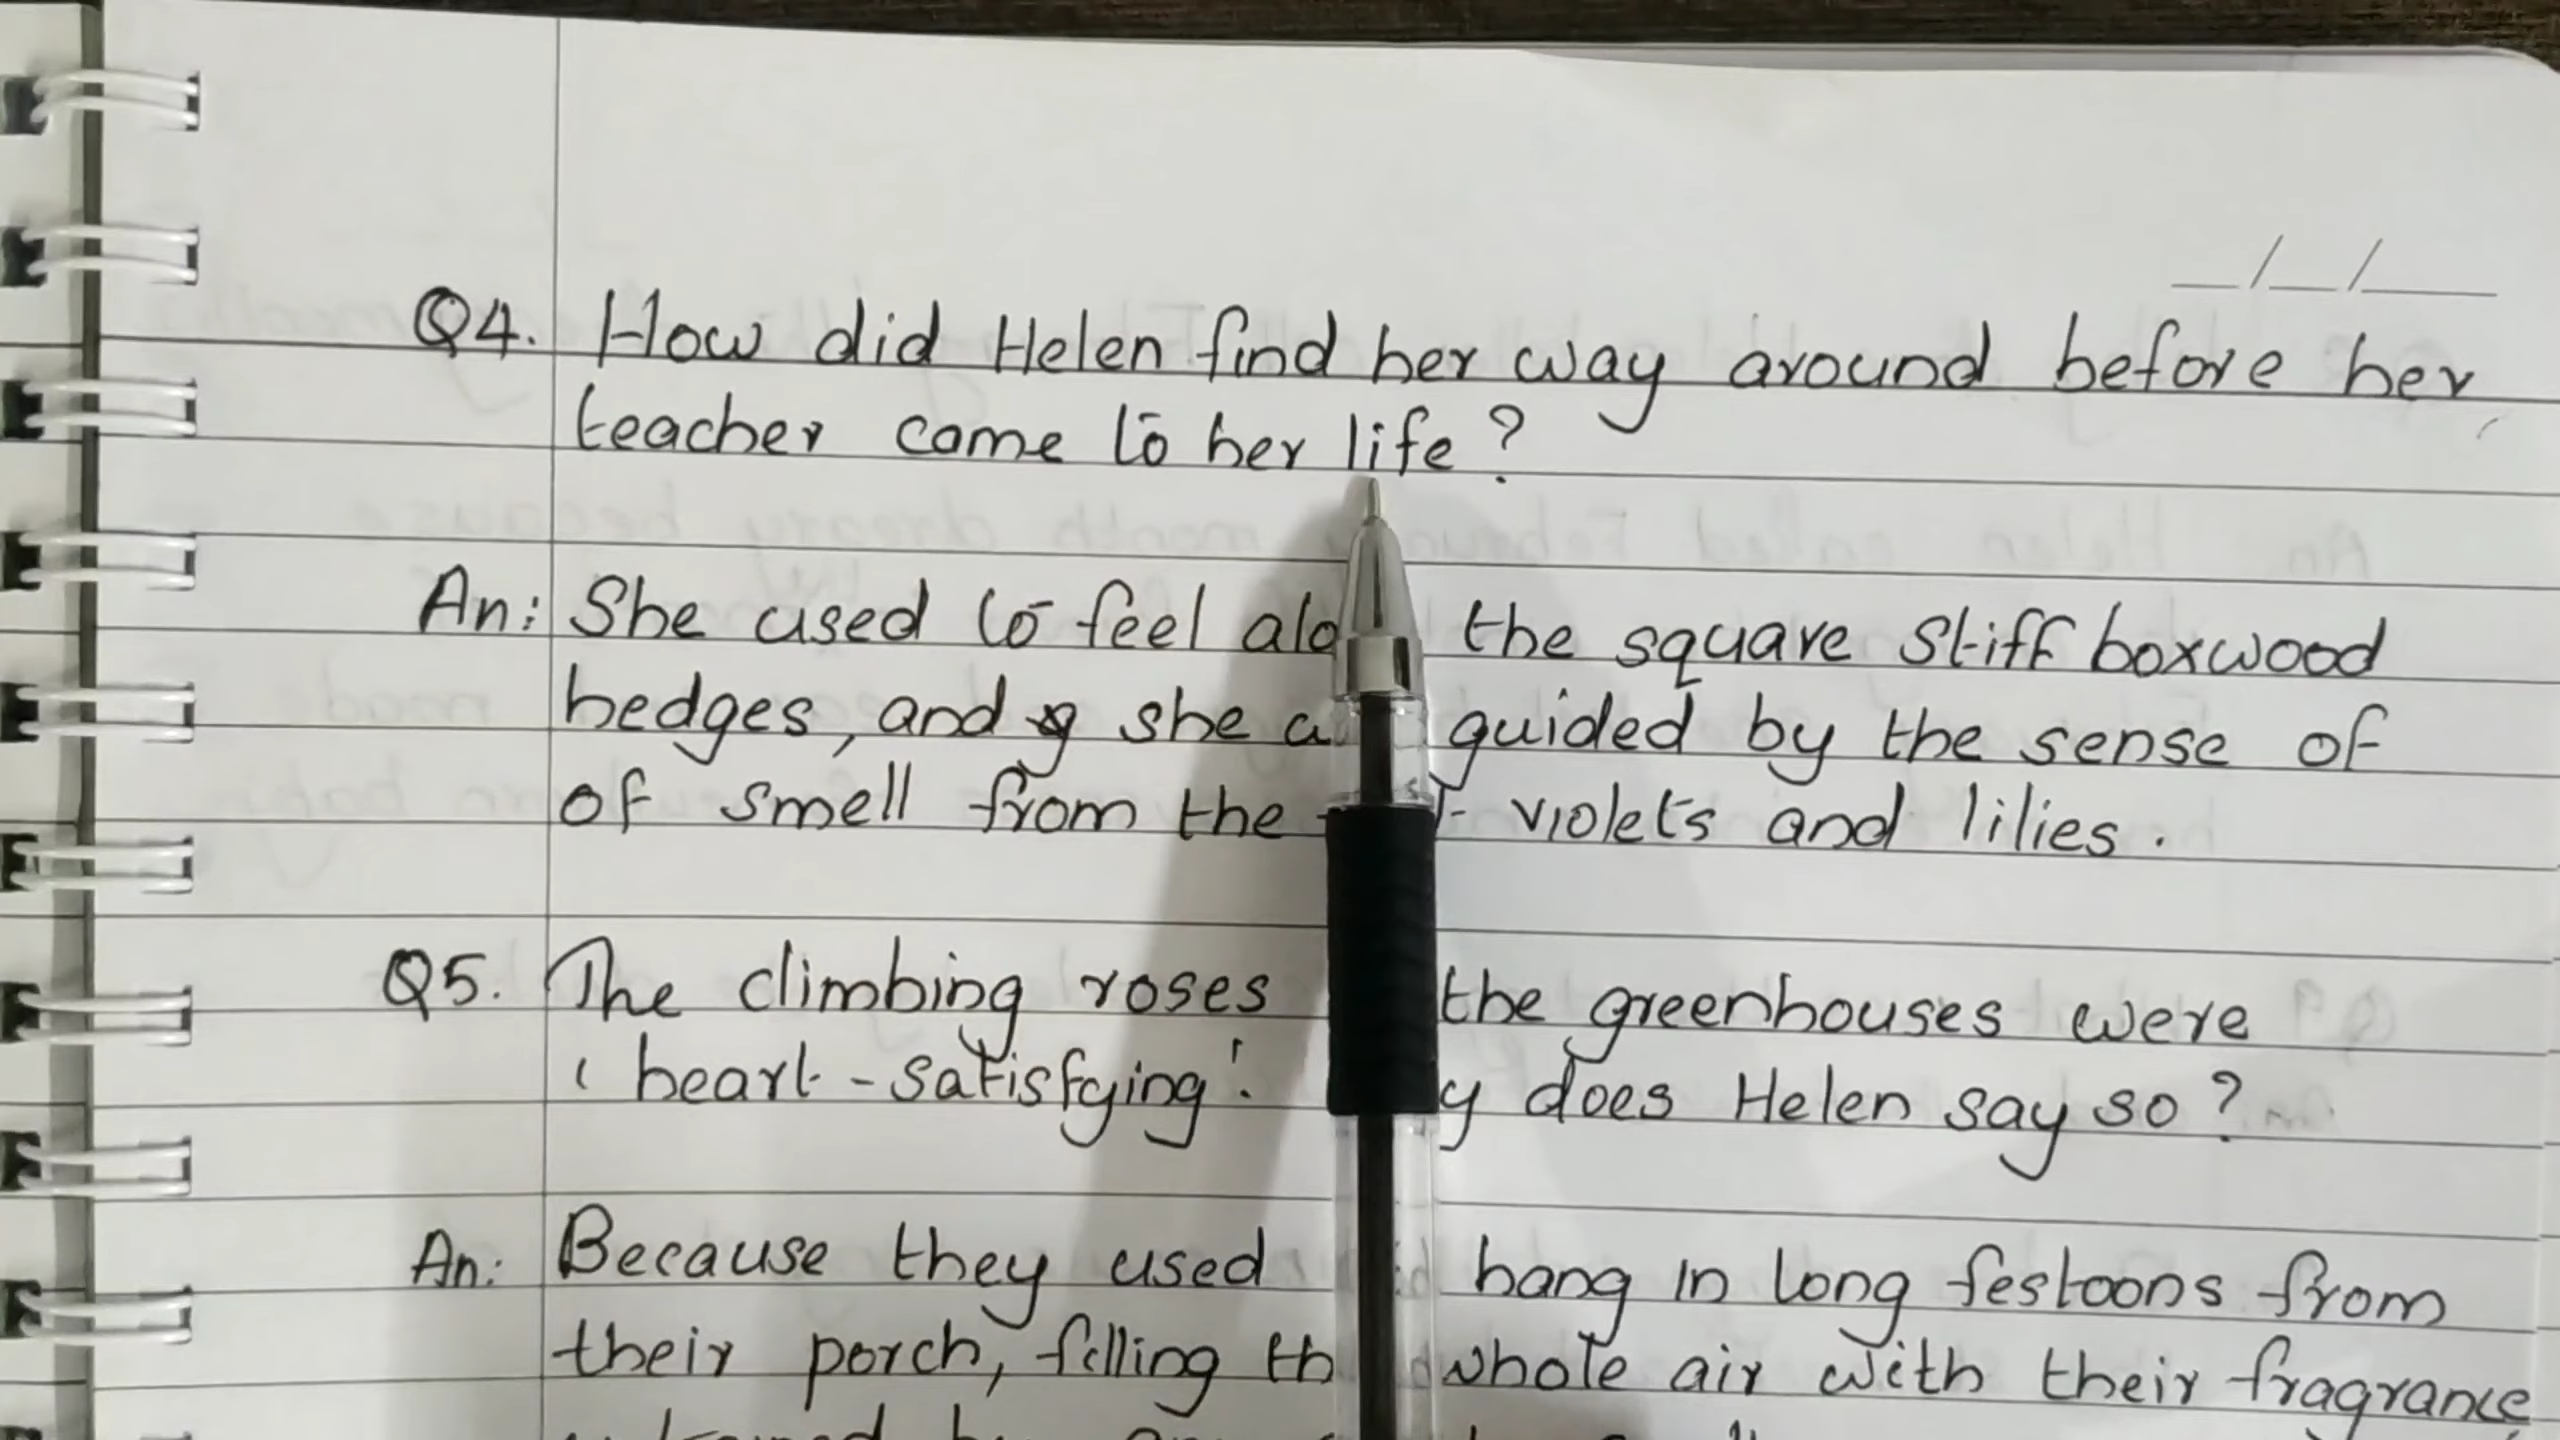 Q4. How did Helen find her way around before her
teacher came to her life?
An: She used to feel the square stiff boxwood
hedges, and she guided by the sense of
of smell from the violets and lilies.
Q5. The climbing roses the greenhouses were
'heart-satisfying'. does Helen say so?
An: Because they used hang in long festoons from
their porch, filling whole air with their fragrance,